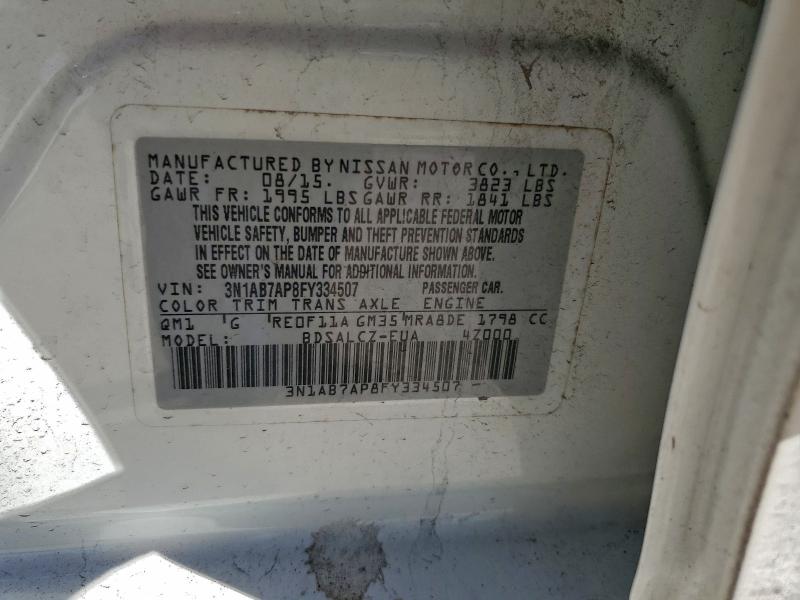 MANUFACTURED BY NISSAN MOTOR CO., LTD.
DATE: 08/15. GVWR: 3823 LBS
GAWR FR: 1995 LBS GAWR RR: 1841 LBS
THIS VEHICLE CONFORMS TO ALL APPLICABLE FEDERAL MOTOR
VEHICLE SAFETY, BUMPER AND THEFT PREVENTION STANDARDS
IN EFFECT ON THE DATE OF MANUFACTURE SHOWN ABOVE.
SEE OWNER'S MANUAL FOR ADDITIONAL INFORMATION.
VIN: 3N1AB7AP8FY334507 PASSENGER CAR.
COLOR TRIM TRANS AXLE ENGINE
QM1 G RE0F11A GM35 MRA8DE 1798 CC
MODEL: BDSALCZ-EUA 4Z000
3N1AB7AP8FY334507